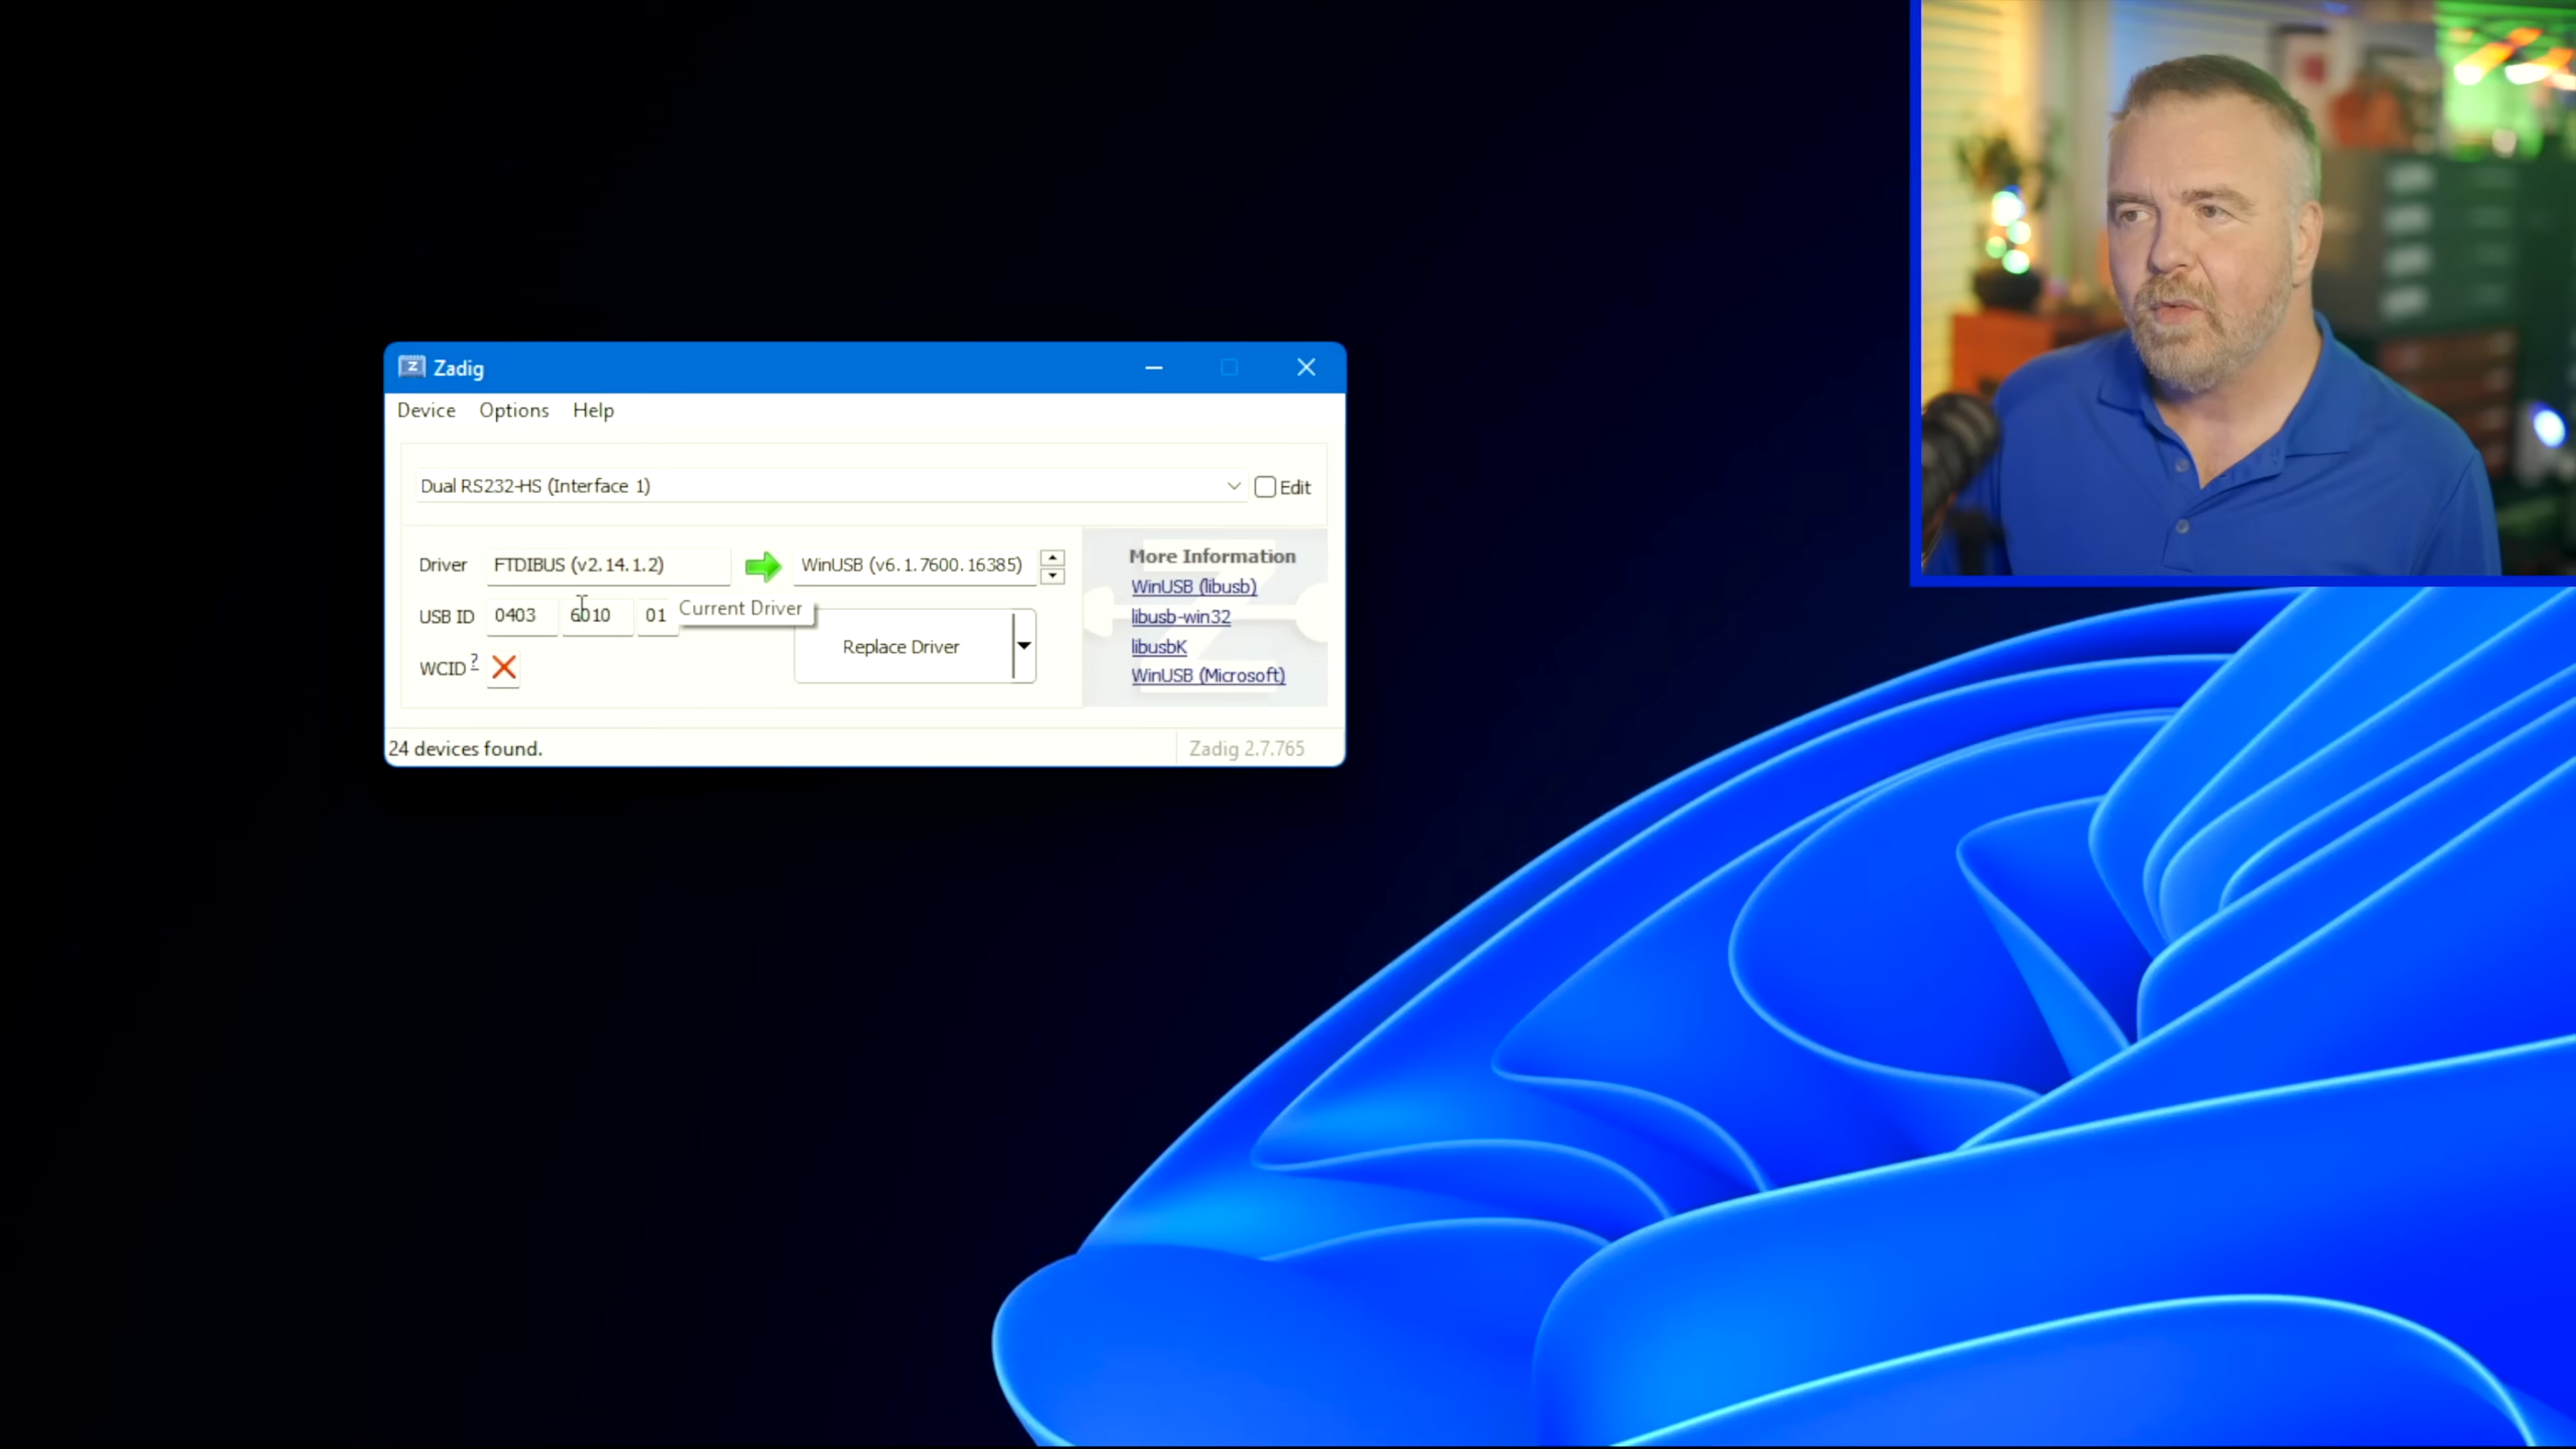 Zadig
Device Options Help
Dual RS232-HS (Interface 1)
Edit
Driver FTDIBUS (v2.14.1.2) WinUSB (v6.1.7600.16385)
USB ID 0403 6010 01
Current Driver
WCID ?
Replace Driver
More Information
WinUSB (libusb)
libusb-win32
libusbK
WinUSB (Microsoft)
24 devices found.
Zadig 2.7.765